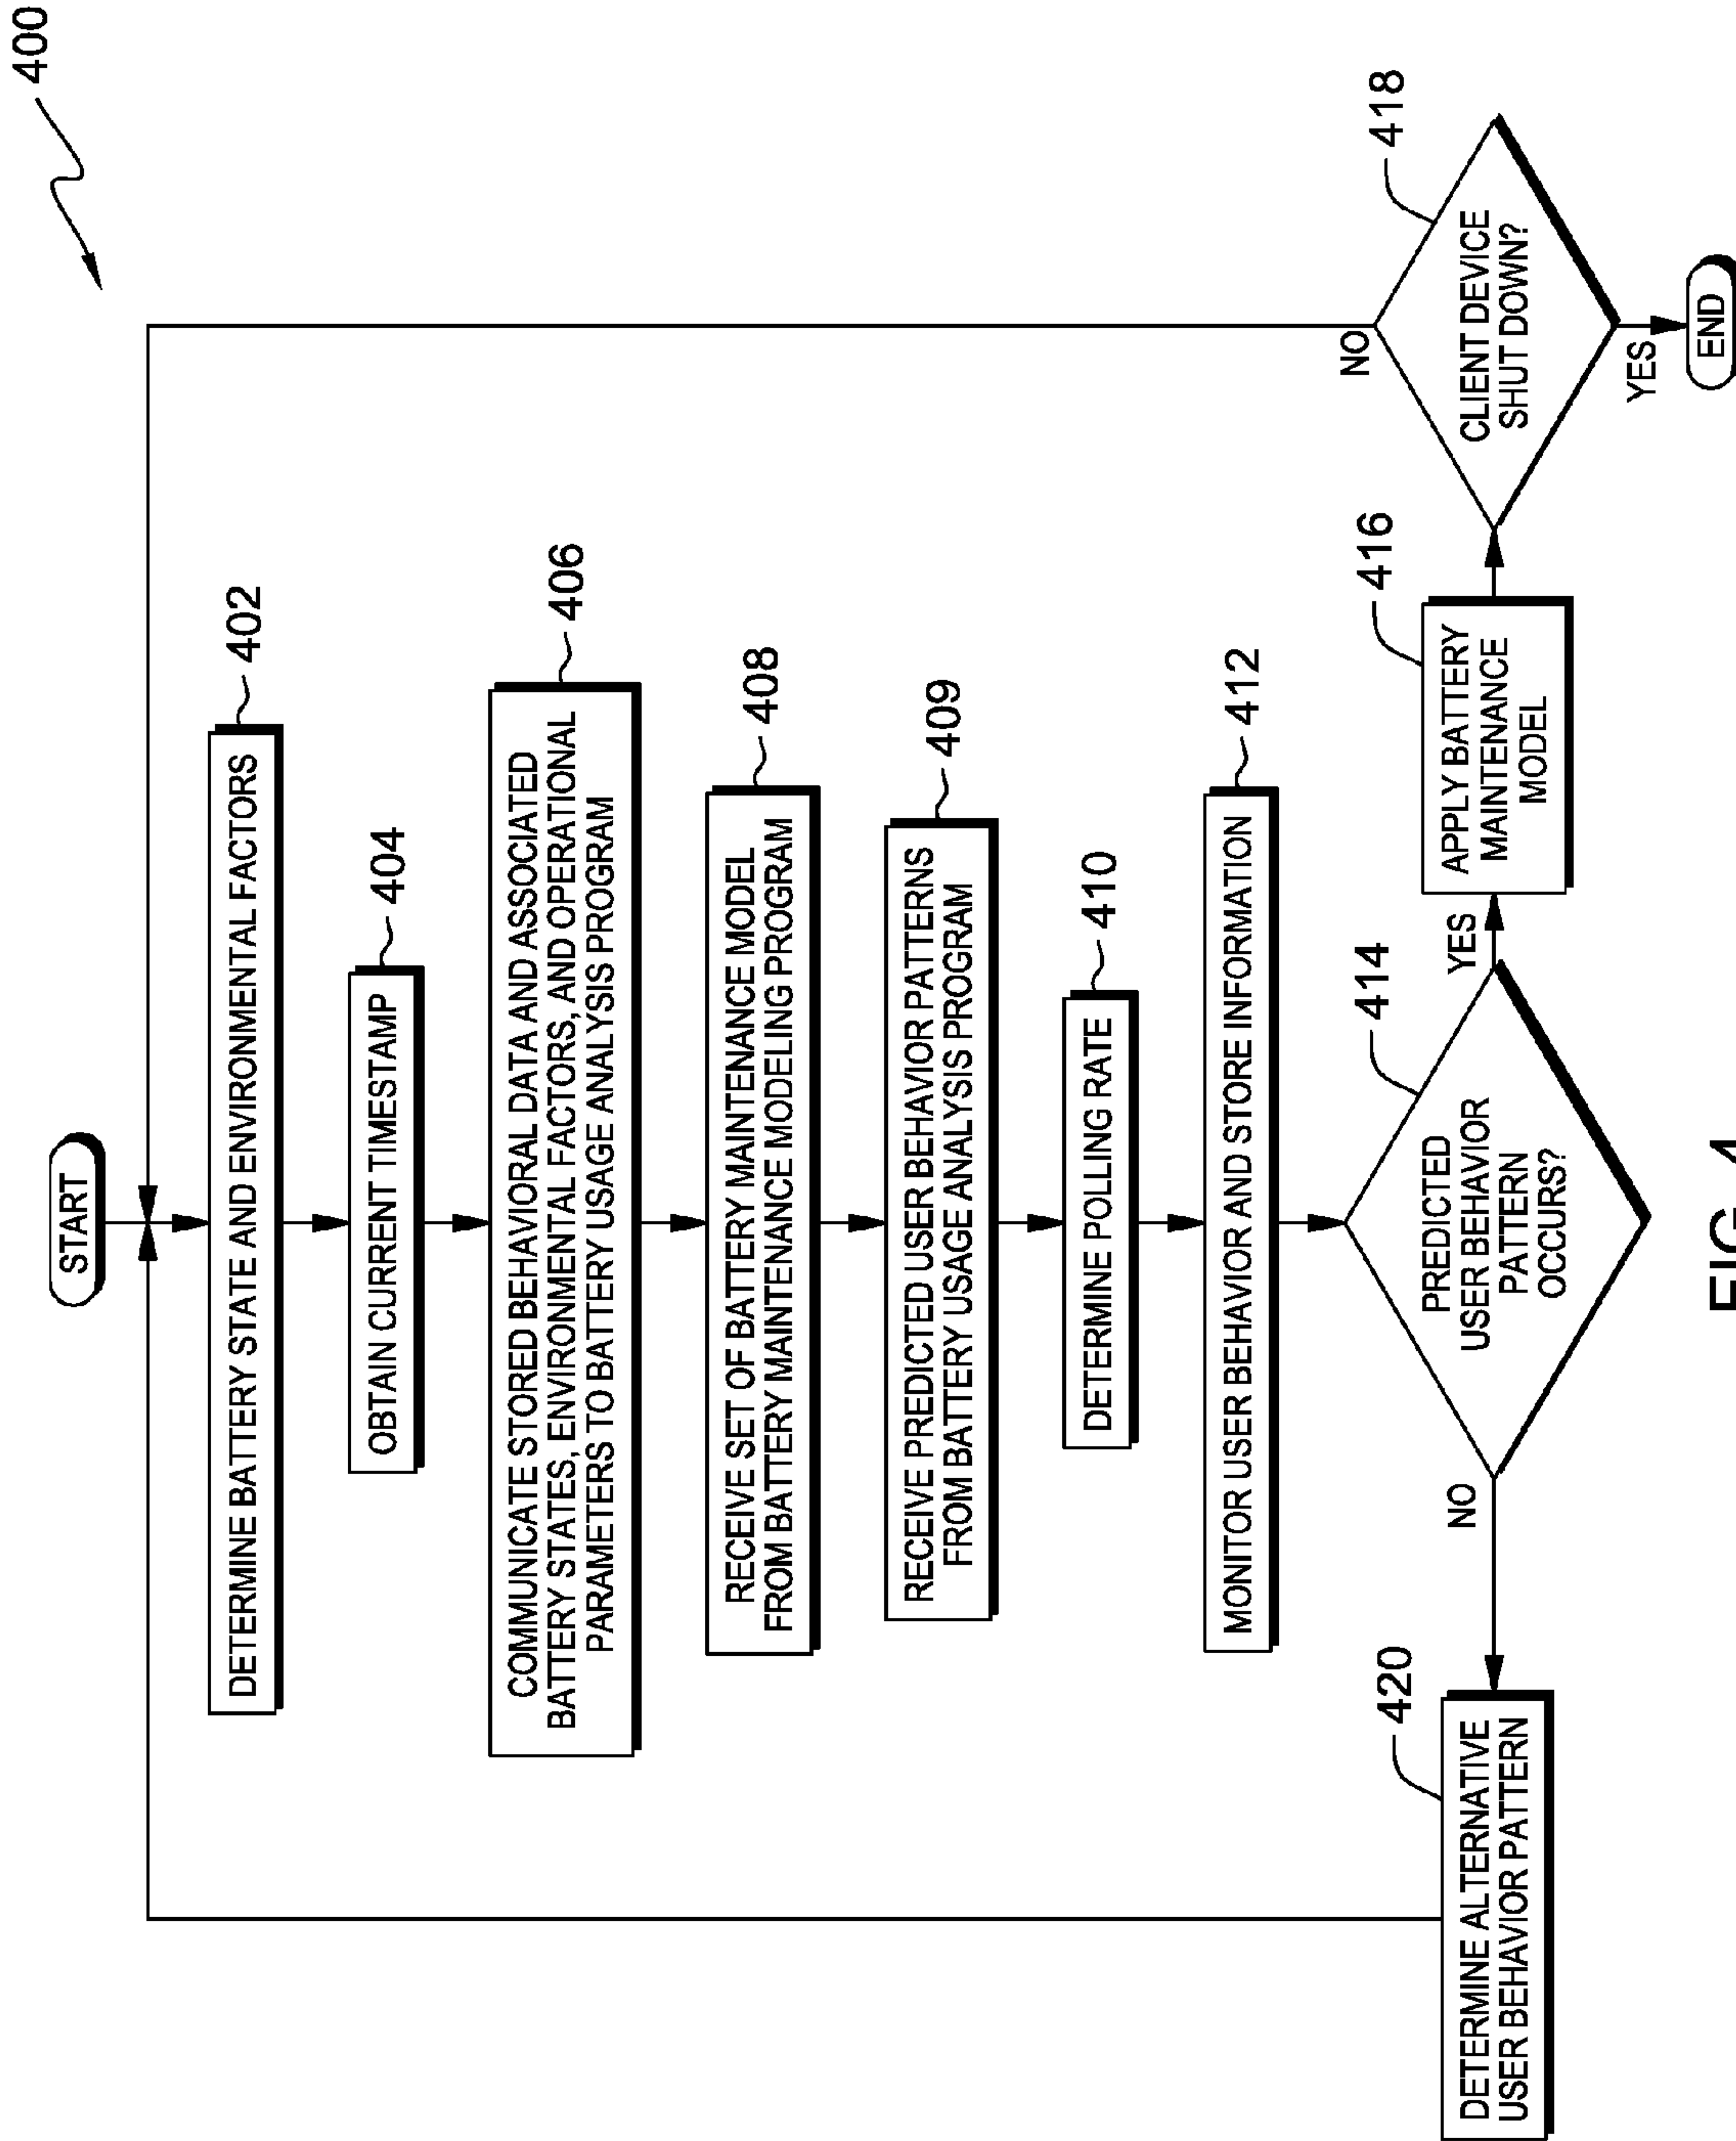 400
START
DETERMINE BATTERY STATE AND ENVIRONMENTAL FACTORS
402
OBTAIN CURRENT TIMESTAMP
404
COMMUNICATE STORED BEHAVIORAL DATA AND ASSOCIATED
BATTERY STATES, ENVIRONMENTAL FACTORS, AND OPERATIONAL
PARAMETERS TO BATTERY USAGE ANALYSIS PROGRAM
406
RECEIVE SET OF BATTERY MAINTENANCE MODEL
FROM BATTERY MAINTENANCE MODELING PROGRAM
408
RECEIVE PREDICTED USER BEHAVIOR PATTERNS
FROM BATTERY USAGE ANALYSIS PROGRAM
409
DETERMINE POLLING RATE
410
MONITOR USER BEHAVIOR AND STORE INFORMATION
412
PREDICTED
USER BEHAVIOR
PATTERN
OCCURS?
414
NO
YES
DETERMINE ALTERNATIVE
USER BEHAVIOR PATTERN
420
APPLY BATTERY
MAINTENANCE
MODEL
416
CLIENT DEVICE
SHUT DOWN?
418
NO
YES
END
FIG. 4